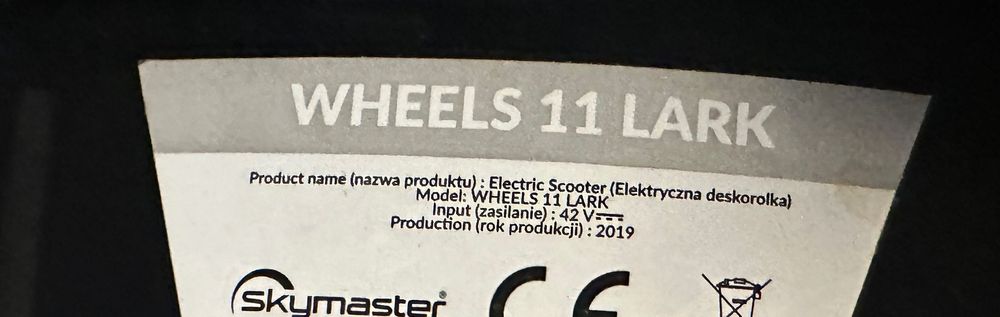 WHEELS 11 LARK
Product name (nazwa produktu) : Electric Scooter (Elektryczna deskorolka)
Model: WHEELS 11 LARK
Input (zasilanie) : 42 V⎓
Production (rok produkcji) : 2019
skymaster® CE